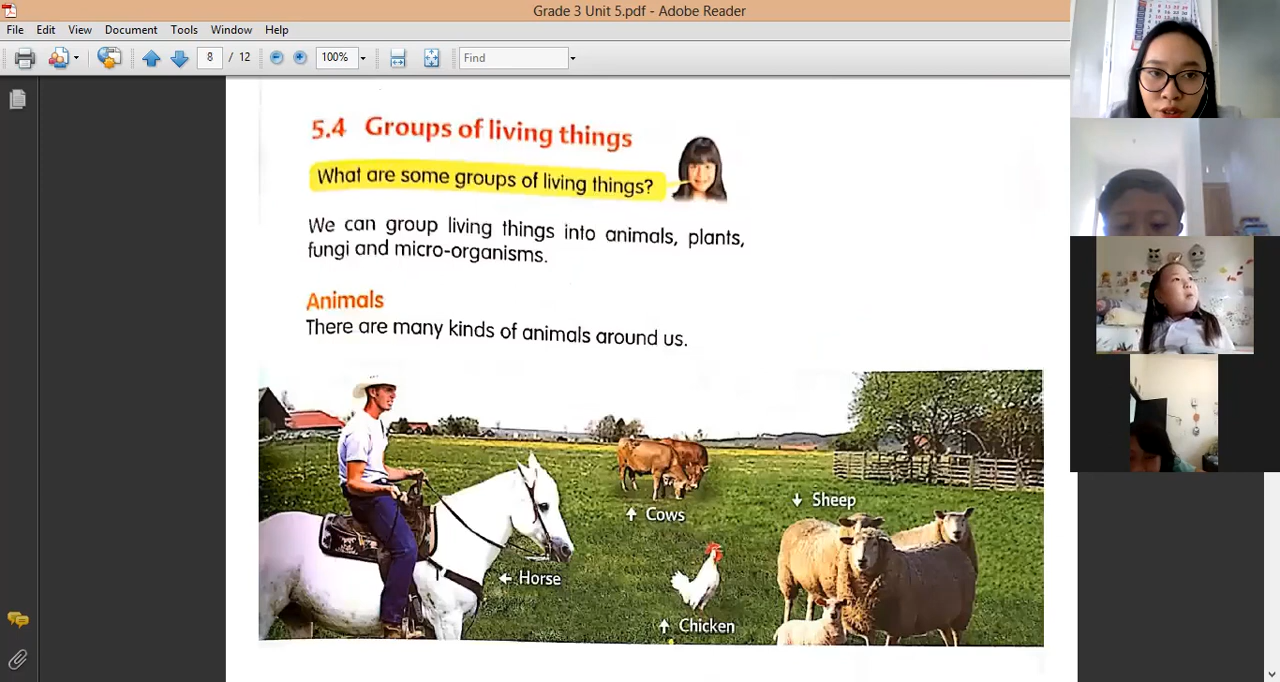 Grade 3 Unit 5.pdf - Adobe Reader
File Edit View Document Tools Window Help
8 / 12 100% Find
5.4 Groups of living things
What are some groups of living things?
We can group living things into animals, plants,
fungi and micro-organisms.
Animals
There are many kinds of animals around us.
↓ Sheep
↑ Cows
← Horse
↑ Chicken